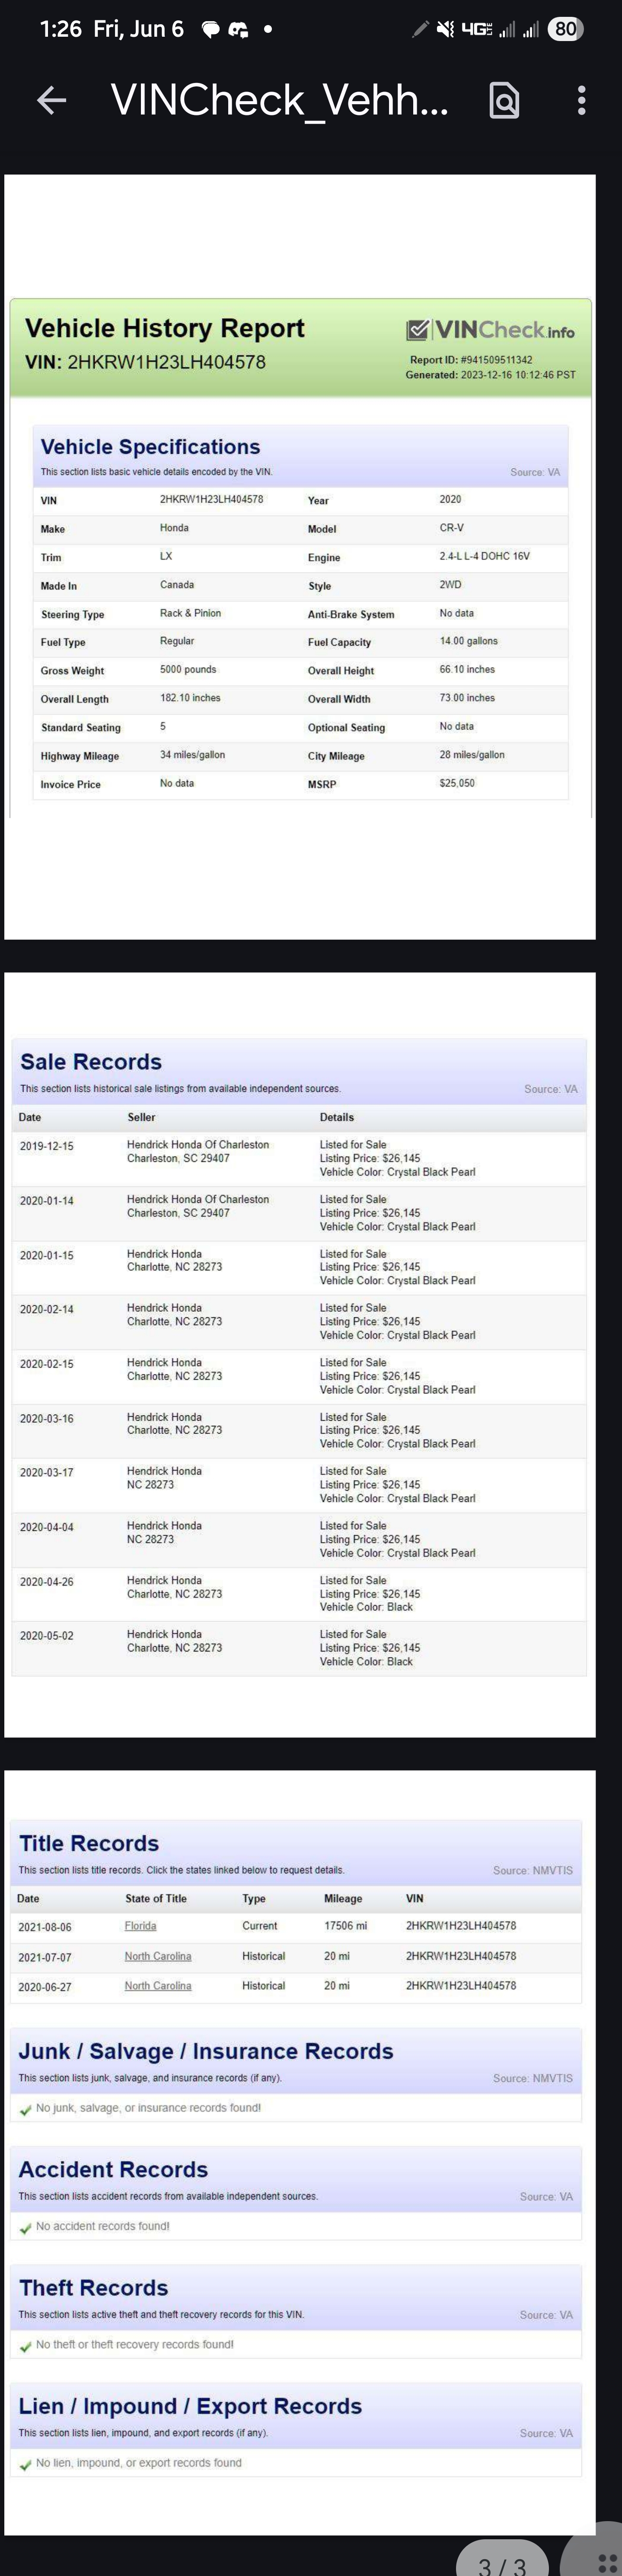 1:26 Fri, Jun 6
4G 80
VINCheck_Vehh...
Vehicle History Report
VINCheck.info
VIN: 2HKRW1H23LH404578
Report ID: #941509511342
Generated: 2023-12-16 10:12:46 PST
Vehicle Specifications
This section lists basic vehicle details encoded by the VIN. Source: VA
VIN 2HKRW1H23LH404578 Year 2020
Make Honda Model CR-V
Trim LX Engine 2.4-L L-4 DOHC 16V
Made In Canada Style 2WD
Steering Type Rack & Pinion Anti-Brake System No data
Fuel Type Regular Fuel Capacity 14.00 gallons
Gross Weight 5000 pounds Overall Height 66.10 inches
Overall Length 182.10 inches Overall Width 73.00 inches
Standard Seating 5 Optional Seating No data
Highway Mileage 34 miles/gallon City Mileage 28 miles/gallon
Invoice Price No data MSRP $25,050
Sale Records
This section lists historical sale listings from available independent sources. Source: VA
Date Seller Details
2019-12-15 Hendrick Honda Of Charleston Listed for Sale
Charleston, SC 29407 Listing Price: $26,145
Vehicle Color: Crystal Black Pearl
2020-01-14 Hendrick Honda Of Charleston Listed for Sale
Charleston, SC 29407 Listing Price: $26,145
Vehicle Color: Crystal Black Pearl
2020-01-15 Hendrick Honda Listed for Sale
Charlotte, NC 28273 Listing Price: $26,145
Vehicle Color: Crystal Black Pearl
2020-02-14 Hendrick Honda Listed for Sale
Charlotte, NC 28273 Listing Price: $26,145
Vehicle Color: Crystal Black Pearl
2020-02-15 Hendrick Honda Listed for Sale
Charlotte, NC 28273 Listing Price: $26,145
Vehicle Color: Crystal Black Pearl
2020-03-16 Hendrick Honda Listed for Sale
Charlotte, NC 28273 Listing Price: $26,145
Vehicle Color: Crystal Black Pearl
2020-03-17 Hendrick Honda Listed for Sale
NC 28273 Listing Price: $26,145
Vehicle Color: Crystal Black Pearl
2020-04-04 Hendrick Honda Listed for Sale
NC 28273 Listing Price: $26,145
Vehicle Color: Crystal Black Pearl
2020-04-26 Hendrick Honda Listed for Sale
Charlotte, NC 28273 Listing Price: $26,145
Vehicle Color: Black
2020-05-02 Hendrick Honda Listed for Sale
Charlotte, NC 28273 Listing Price: $26,145
Vehicle Color: Black
Title Records
This section lists title records. Click the states linked below to request details. Source: NMVTIS
Date State of Title Type Mileage VIN
2021-08-06 Florida Current 17506 mi 2HKRW1H23LH404578
2021-07-07 North Carolina Historical 20 mi 2HKRW1H23LH404578
2020-06-27 North Carolina Historical 20 mi 2HKRW1H23LH404578
Junk / Salvage / Insurance Records
This section lists junk, salvage, and insurance records (if any). Source: NMVTIS
No junk, salvage, or insurance records found!
Accident Records
This section lists accident records from available independent sources. Source: VA
No accident records found!
Theft Records
This section lists active theft and theft recovery records for this VIN. Source: VA
No theft or theft recovery records found!
Lien / Impound / Export Records
This section lists lien, impound, and export records (if any). Source: VA
No lien, impound, or export records found
3 / 3